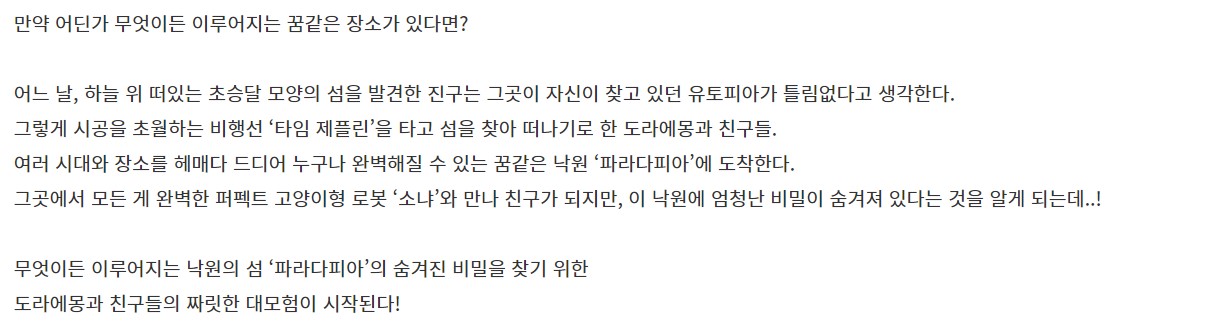 만약 어딘가 무엇이든 이루어지는 꿈같은 장소가 있다면?
어느 날, 하늘 위 떠있는 초승달 모양의 섬을 발견한 진구는 그곳이 자신이 찾고 있던 유토피아가 틀림없다고 생각한다.
그렇게 시공을 초월하는 비행선 ‘타임 제플린’을 타고 섬을 찾아 떠나기로 한 도라에몽과 친구들.
여러 시대와 장소를 헤매다 드디어 누구나 완벽해질 수 있는 꿈같은 낙원 ‘파라다피아’에 도착한다.
그곳에서 모든 게 완벽한 퍼펙트 고양이형 로봇 ‘소냐’와 만나 친구가 되지만, 이 낙원에 엄청난 비밀이 숨겨져 있다는 것을 알게 되는데..!
무엇이든 이루어지는 낙원의 섬 ‘파라다피아’의 숨겨진 비밀을 찾기 위한
도라에몽과 친구들의 짜릿한 대모험이 시작된다!